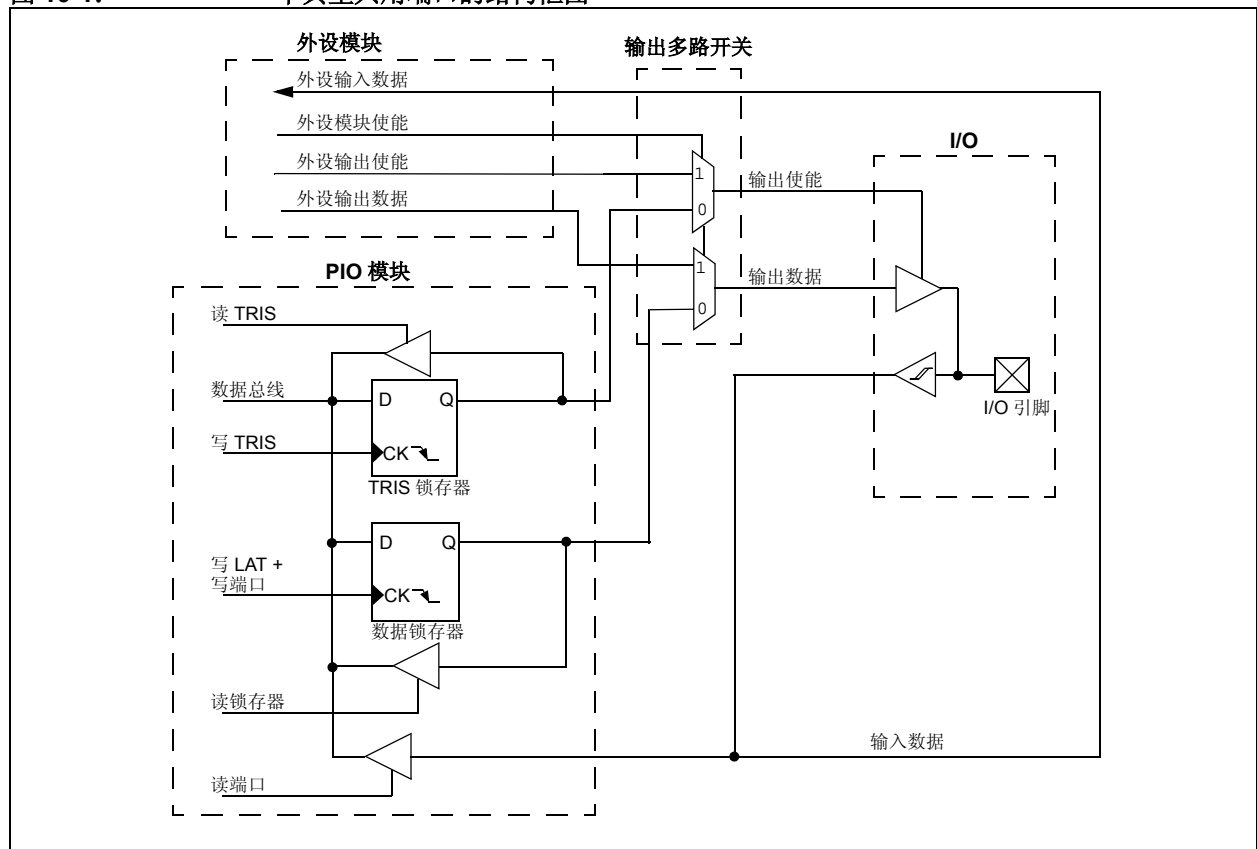 外设模块
输出多路开关
外设输入数据
外设模块使能
I/O
外设输出使能
1
输出使能
外设输出数据
0
PIO 模块
1
输出数据
0
读 TRIS
数据总线
D
Q
I/O 引脚
写 TRIS
CK
TRIS 锁存器
D
Q
写 LAT +
写端口
CK
数据锁存器
读锁存器
输入数据
读端口